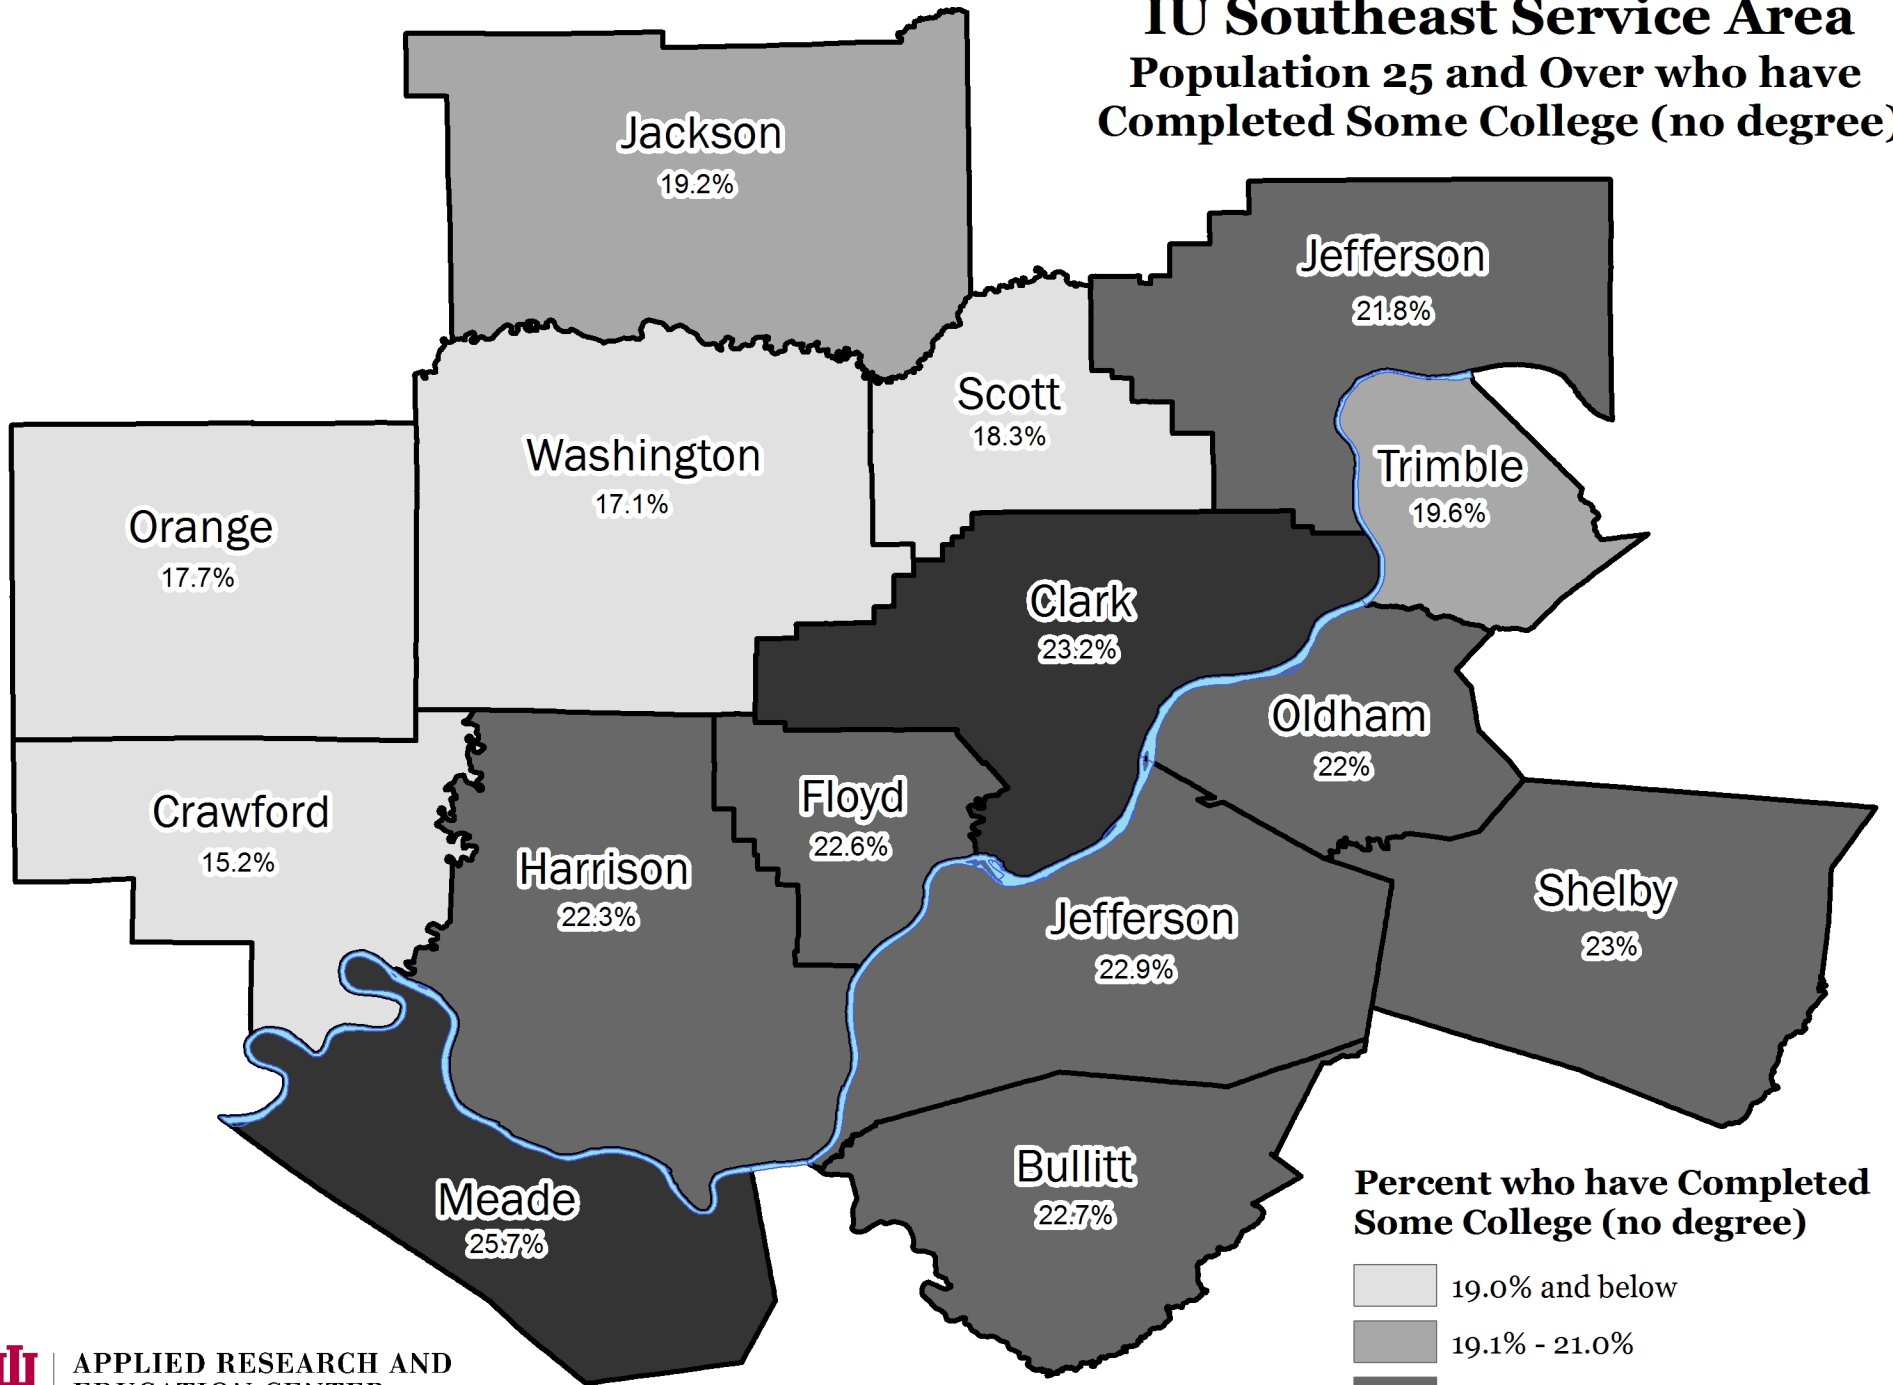 IU Southeast Service Area
Population 25 and Over who have
Completed Some College (no degree)
Jackson
19.2%
Jefferson
21.8%
Scott
18.3%
Washington
17.1%
Trimble
19.6%
Orange
17.7%
Clark
23.2%
Oldham
22%
Crawford
15.2%
Floyd
22.6%
Harrison
22.3%
Jefferson
22.9%
Shelby
23%
Bullitt
22.7%
Meade
25.7%
Percent who have Completed
Some College (no degree)
19.0% and below
19.1% - 21.0%
APPLIED RESEARCH AND
EDUCATION CENTER